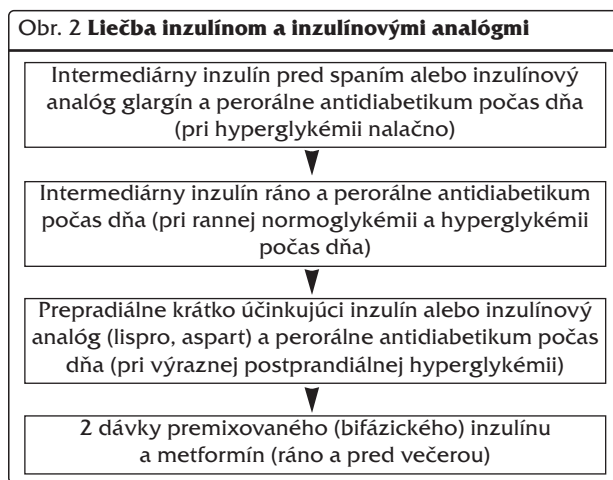 Obr. 2 Liečba inzulínom a inzulínovými analógmi
Intermediárny inzulín pred spaním alebo inzulínový
analóg glargín a perorálne antidiabetikum počas dňa
(pri hyperglykémii nalačno)
Intermediárny inzulín ráno a perorálne antidiabetikum
počas dňa (pri rannej normoglykémii a hyperglykémii
počas dňa)
Prepradiálne krátko účinkujúci inzulín alebo inzulínový
analóg (lispro, aspart) a perorálne antidiabetikum počas
dňa (pri výraznej postprandiálnej hyperglykémii)
2 dávky premixovaného (bifázického) inzulínu
a metformín (ráno a pred večerou)